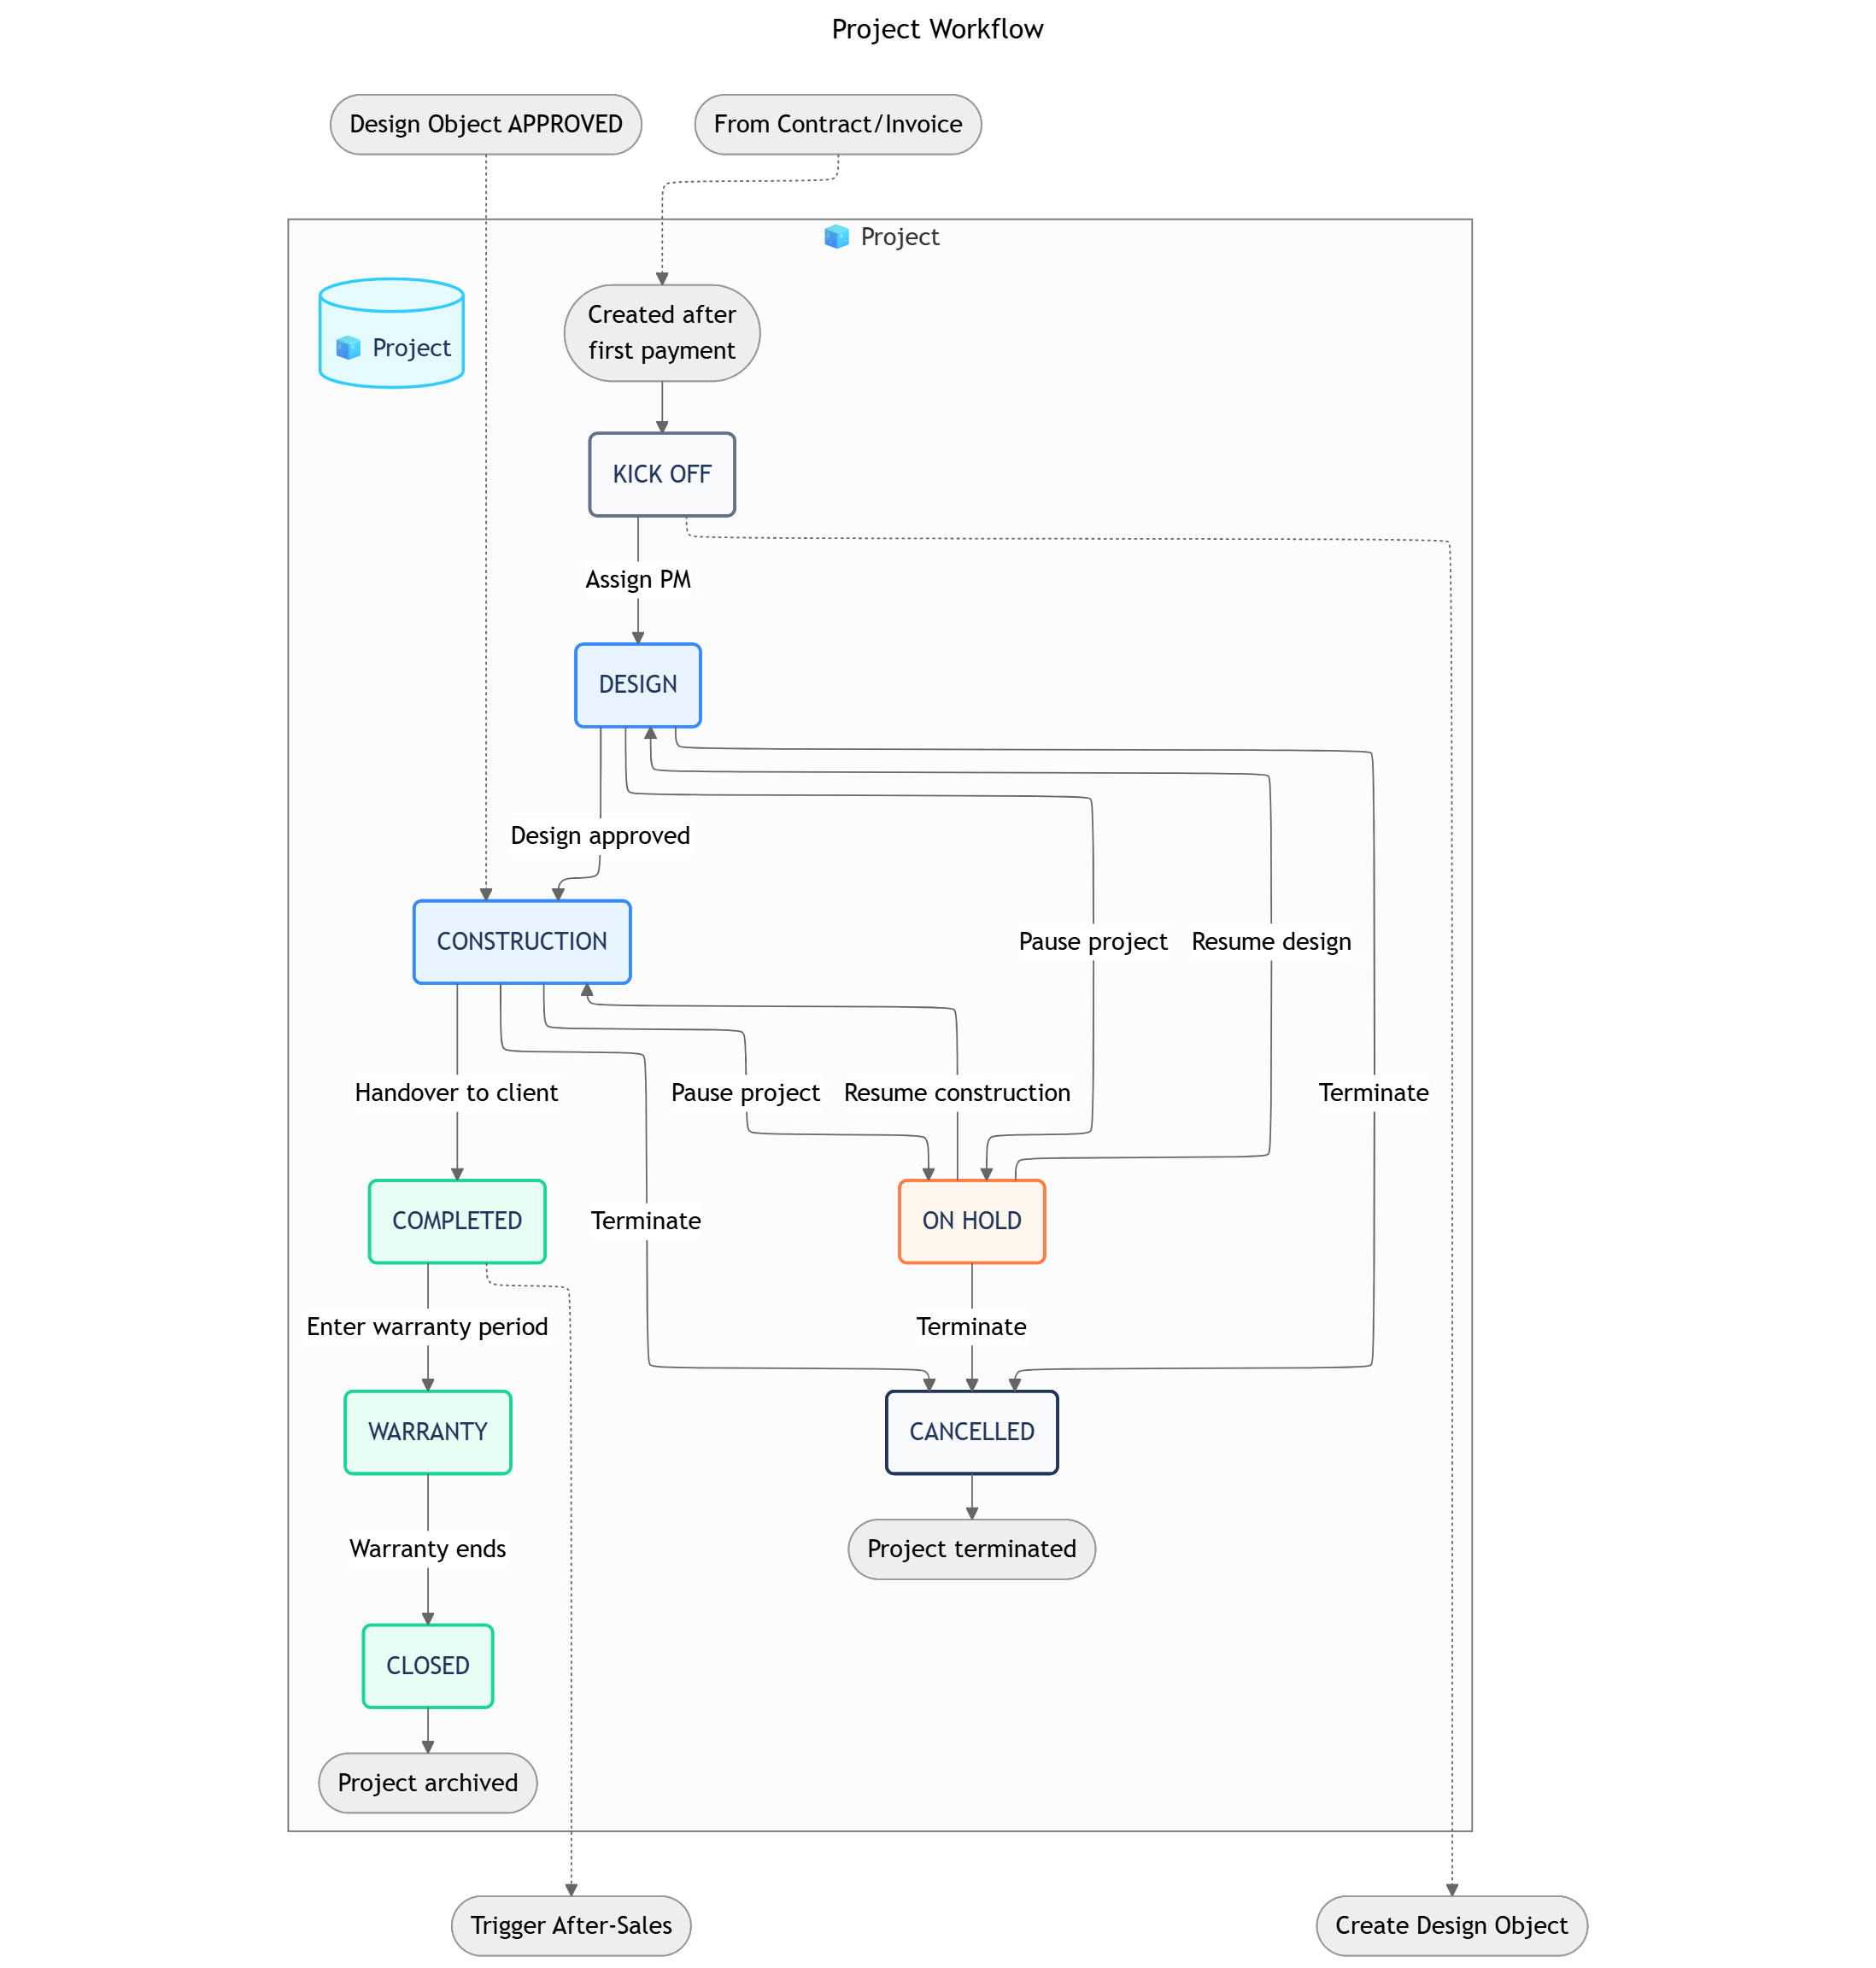 Project Workflow
Design Object APPROVED
From Contract/Invoice
Project
Project
Created after
first payment
KICK OFF
Assign PM
DESIGN
Design approved
CONSTRUCTION
Pause project
Resume design
Handover to client
Pause project
Resume construction
Terminate
COMPLETED
Terminate
ON HOLD
Enter warranty period
Terminate
WARRANTY
CANCELLED
Warranty ends
Project terminated
CLOSED
Project archived
Trigger After-Sales
Create Design Object